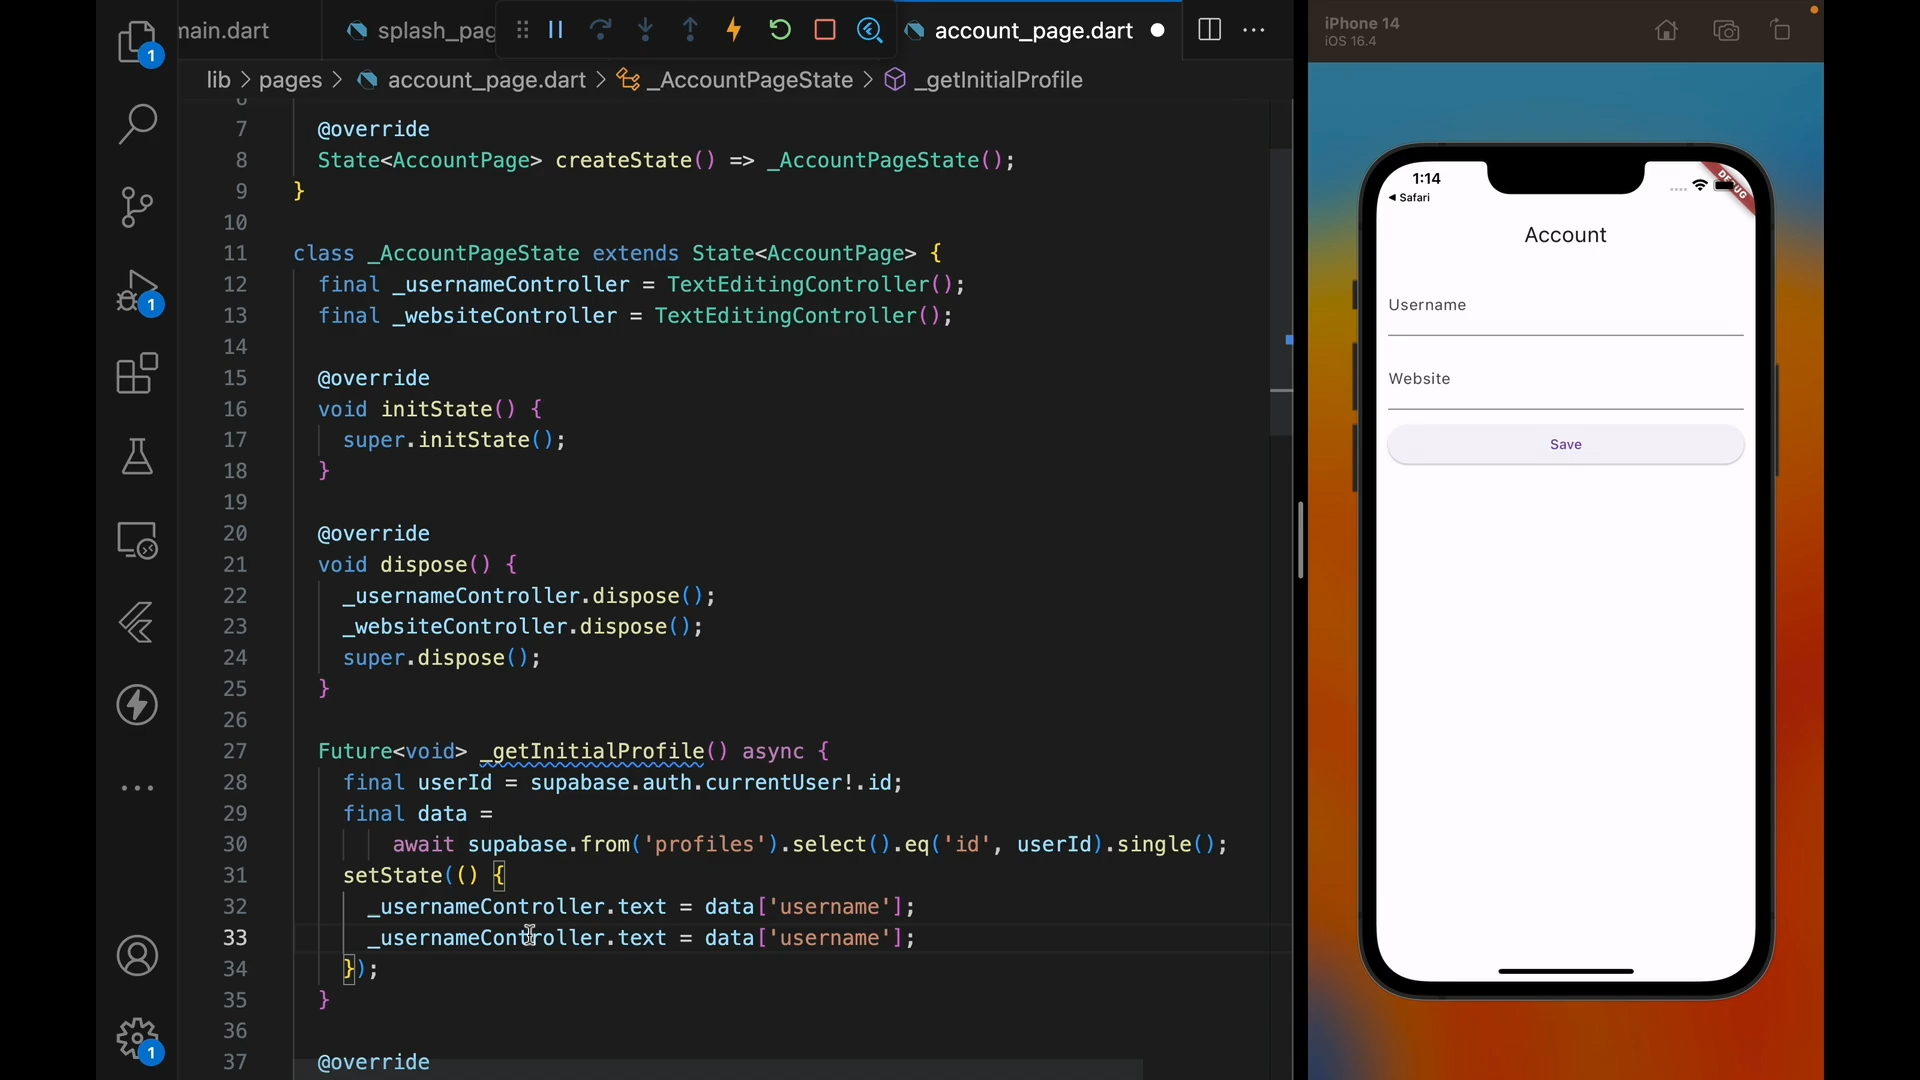 main.dart
splash_pag
account_page.dart
lib > pages > account_page.dart > _AccountPageState > _getInitialProfile
6
7 @override
8 State<AccountPage> createState() => _AccountPageState();
9 }
10
11 class _AccountPageState extends State<AccountPage> {
12 final _usernameController = TextEditingController();
13 final _websiteController = TextEditingController();
14
15 @override
16 void initState() {
17 super.initState();
18 }
19
20 @override
21 void dispose() {
22 _usernameController.dispose();
23 _websiteController.dispose();
24 super.dispose();
25 }
26
27 Future<void> _getInitialProfile() async {
28 final userId = supabase.auth.currentUser!.id;
29 final data =
30 await supabase.from('profiles').select().eq('id', userId).single();
31 setState(() {
32 _usernameController.text = data['username'];
33 _usernameController.text = data['username'];
34 });
35 }
36
37 @override
1
1
1
iPhone 14
iOS 16.4
1:14
Safari
DEBUG
Account
Username
Website
Save